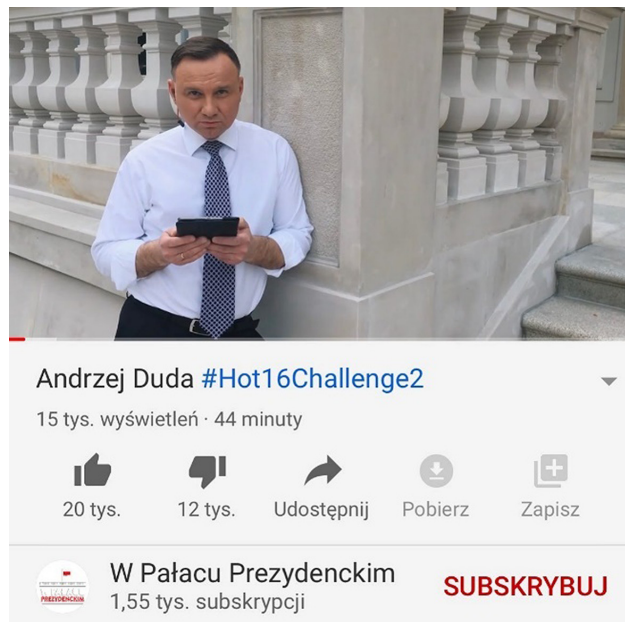 Andrzej Duda #Hot16Challenge2
15 tys. wyświetleń · 44 minuty
20 tys.
12 tys.
Udostępnij
Pobierz
Zapisz
PREZYDENCKIM
W Pałacu Prezydenckim
SUBSKRYBUJ
1,55 tys. subskrypcji